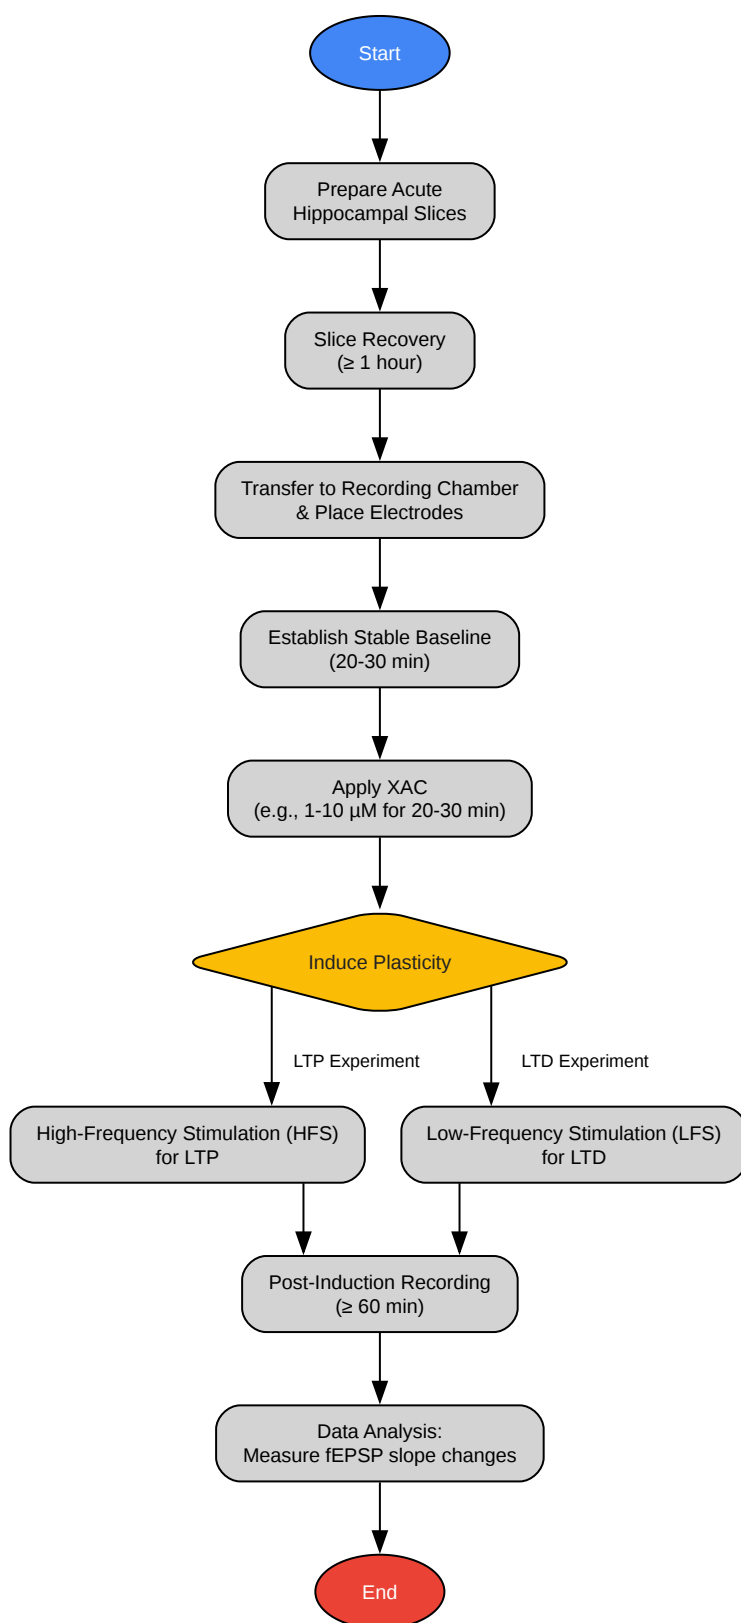 Start
Prepare Acute
Hippocampal Slices
Slice Recovery
(≥ 1 hour)
Transfer to Recording Chamber
& Place Electrodes
Establish Stable Baseline
(20-30 min)
Apply XAC
(e.g., 1-10 µM for 20-30 min)
Induce Plasticity
LTP Experiment
LTD Experiment
High-Frequency Stimulation (HFS)
for LTP
Low-Frequency Stimulation (LFS)
for LTD
Post-Induction Recording
(≥ 60 min)
Data Analysis:
Measure fEPSP slope changes
End